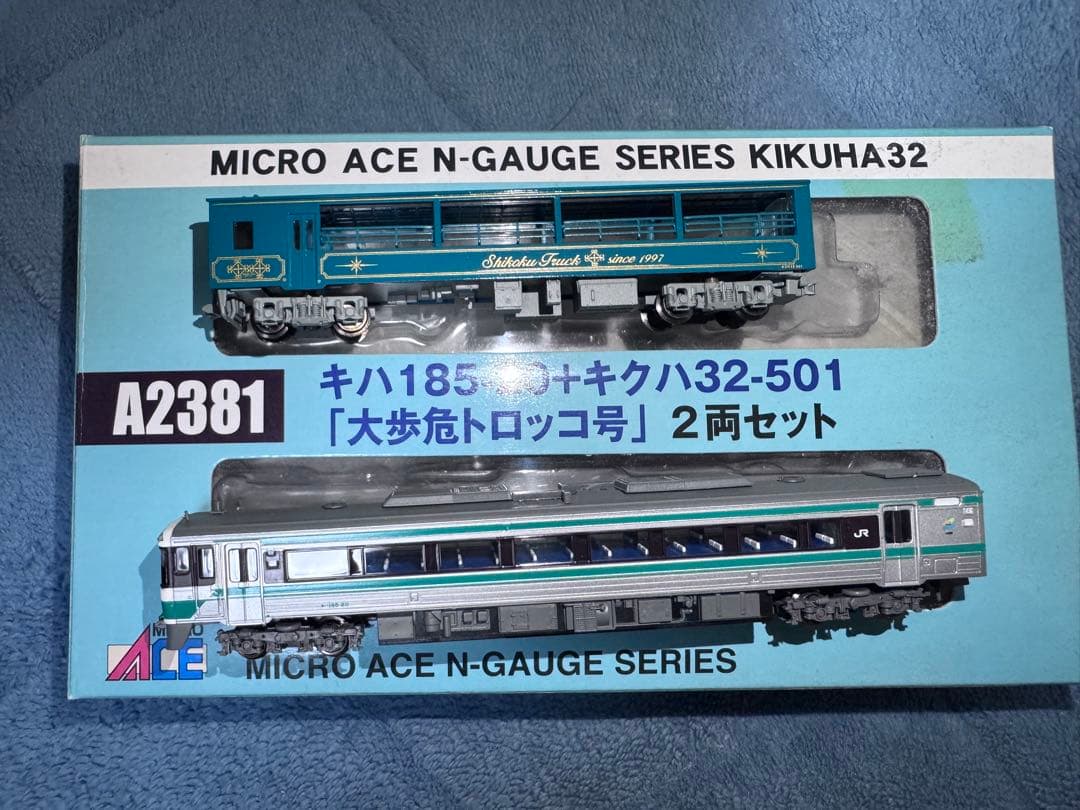 MICRO ACE N-GAUGE SERIES KIKUHA32
Shikoku Truck since 1997
A2381
キハ185- 0+キクハ32-501
「大歩危トロッコ号」 2両セット
JR
MICRO
ACE
MICRO ACE N-GAUGE SERIES